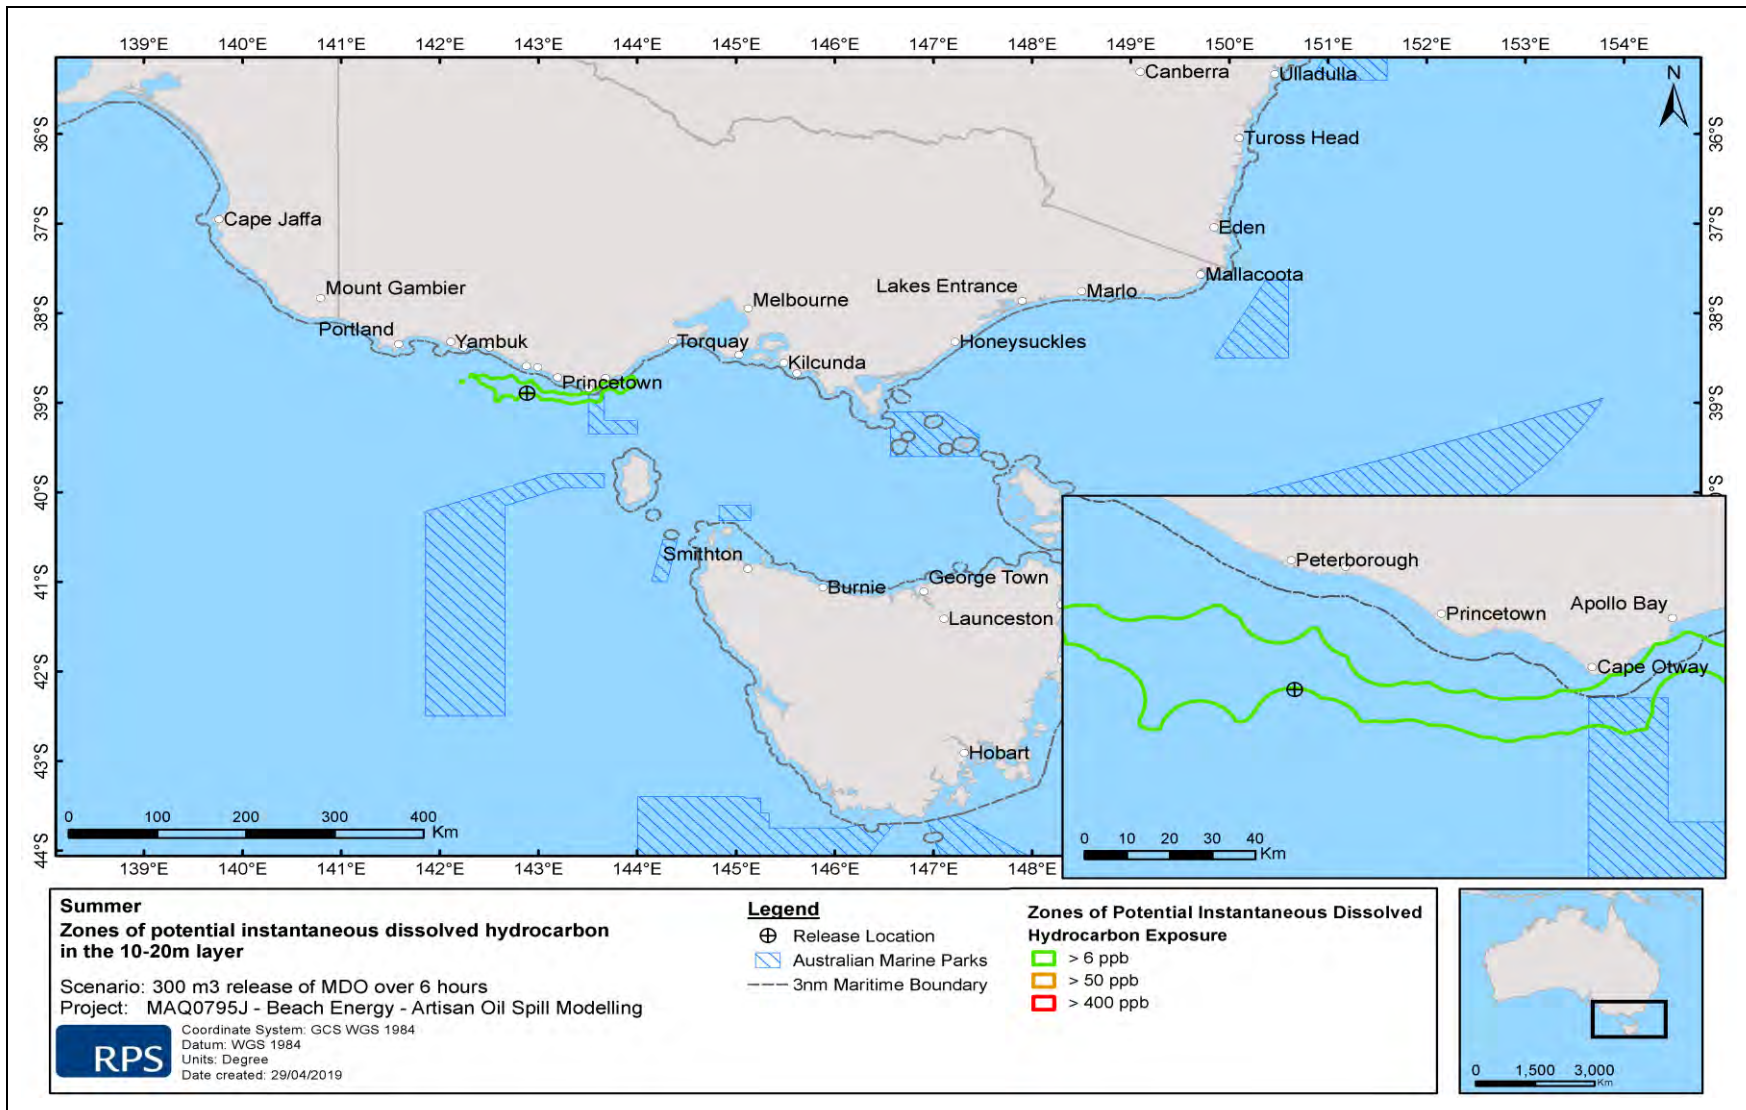 139°E 140°E 141°E 142°E 143°E 144°E 145°E 146°E 147°E 148°E 149°E 150°E 151°E 152°E 153°E 154°E
N
Canberra
Ulladulla
36°S
36°S
Tuross Head
Cape Jaffa
37°S
37°S
Eden
Mallacoota
Mount Gambier
Lakes Entrance
Marlo
Melbourne
38°S
38°S
Portland
Yambuk
Torquay
Honeysuckles
Kilcunda
Princetown
39°S
39°S
40°S
Smithton
41°S
Burnie
George Town
Launceston
42°S
Hobart
43°S
44°S
0 100 200 300 400
Km
139°E 140°E 141°E 142°E 143°E 144°E 145°E 146°E 147°E 148°E
Peterborough
Princetown
Apollo Bay
Cape Otway
0 10 20 30 40
Km
Summer
Zones of potential instantaneous dissolved hydrocarbon
in the 10-20m layer
Scenario: 300 m3 release of MDO over 6 hours
Project: MAQ0795J - Beach Energy - Artisan Oil Spill Modelling
RPS
Coordinate System: GCS WGS 1984
Datum: WGS 1984
Units: Degree
Date created: 29/04/2019
Legend
Release Location
Australian Marine Parks
3nm Maritime Boundary
Zones of Potential Instantaneous Dissolved
Hydrocarbon Exposure
> 6 ppb
> 50 ppb
> 400 ppb
0 1,500 3,000
Km